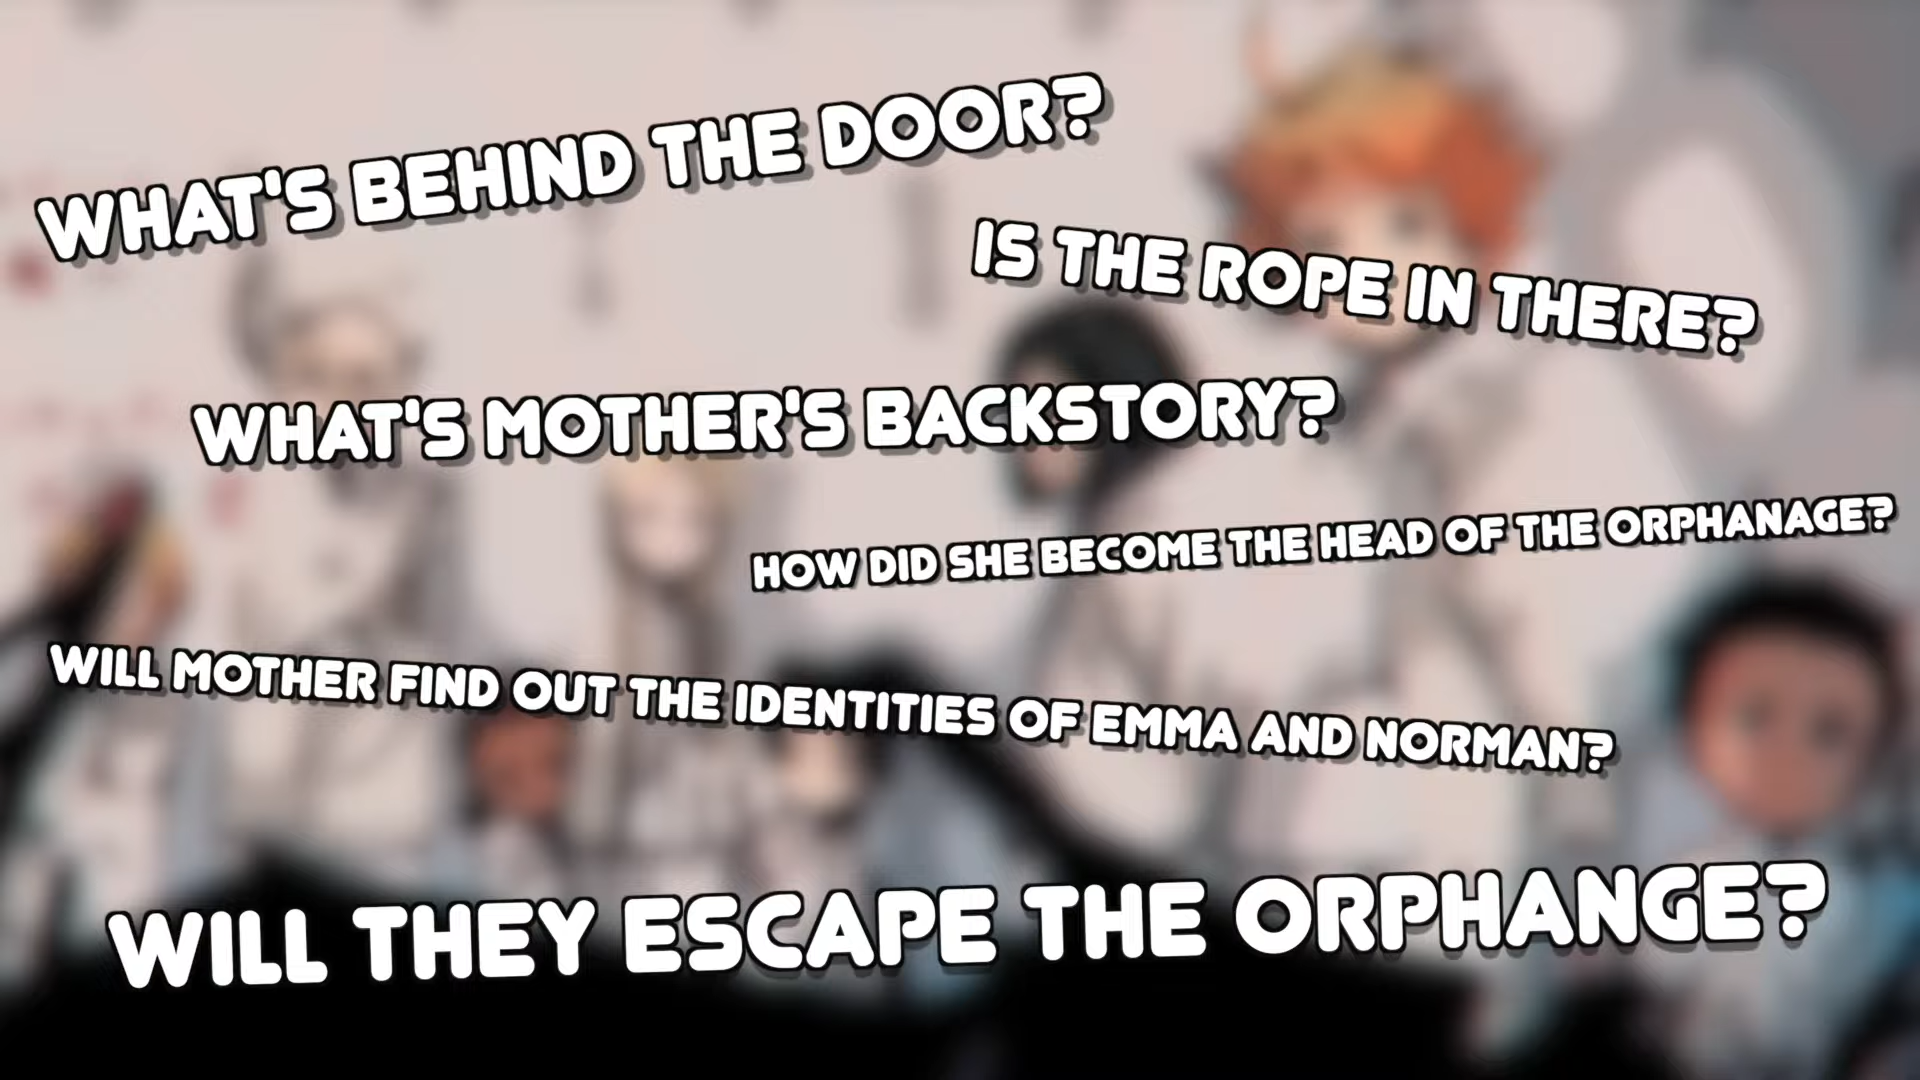 WHAT'S BEHIND THE DOOR?
IS THE ROPE IN THERE?
WHAT'S MOTHER'S BACKSTORY?
HOW DID SHE BECOME THE HEAD OF THE ORPHANAGE?
WILL MOTHER FIND OUT THE IDENTITIES OF EMMA AND NORMAN?
WILL THEY ESCAPE THE ORPHANGE?